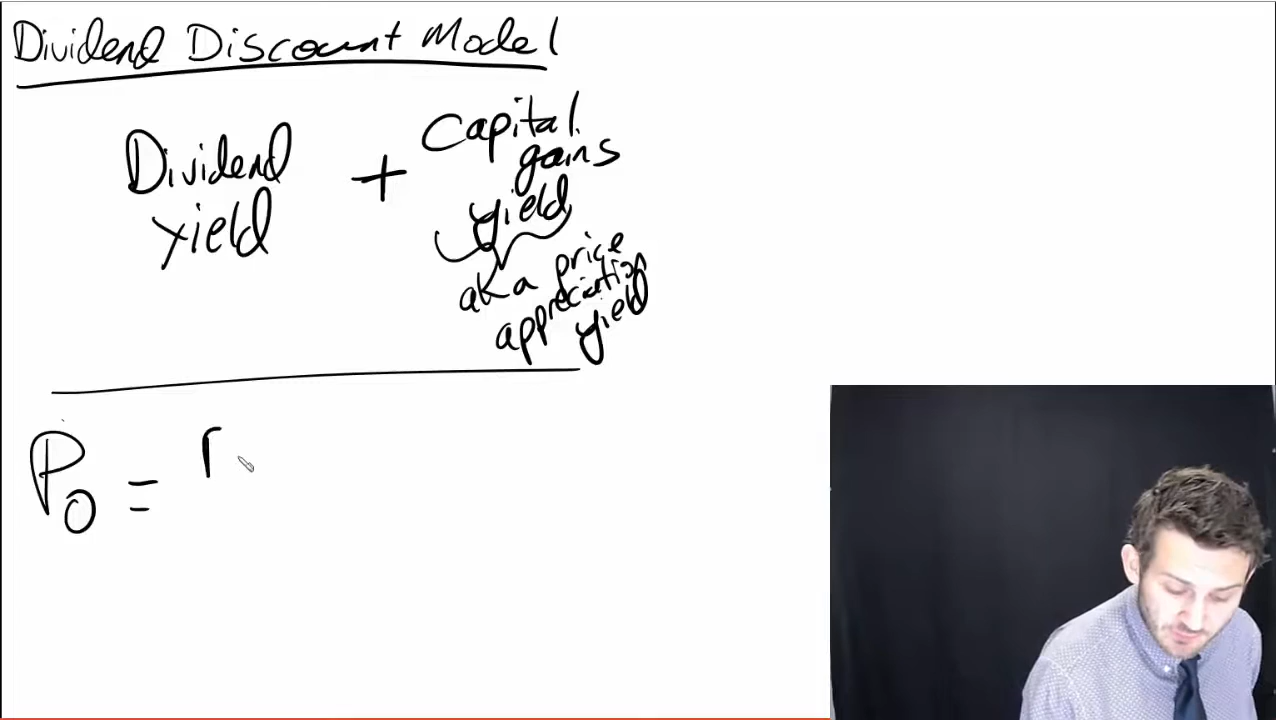 Dividend Discount Model
Dividend
yield
+
Capital
gains
yield
aka price
appreciation
yield
P0 =